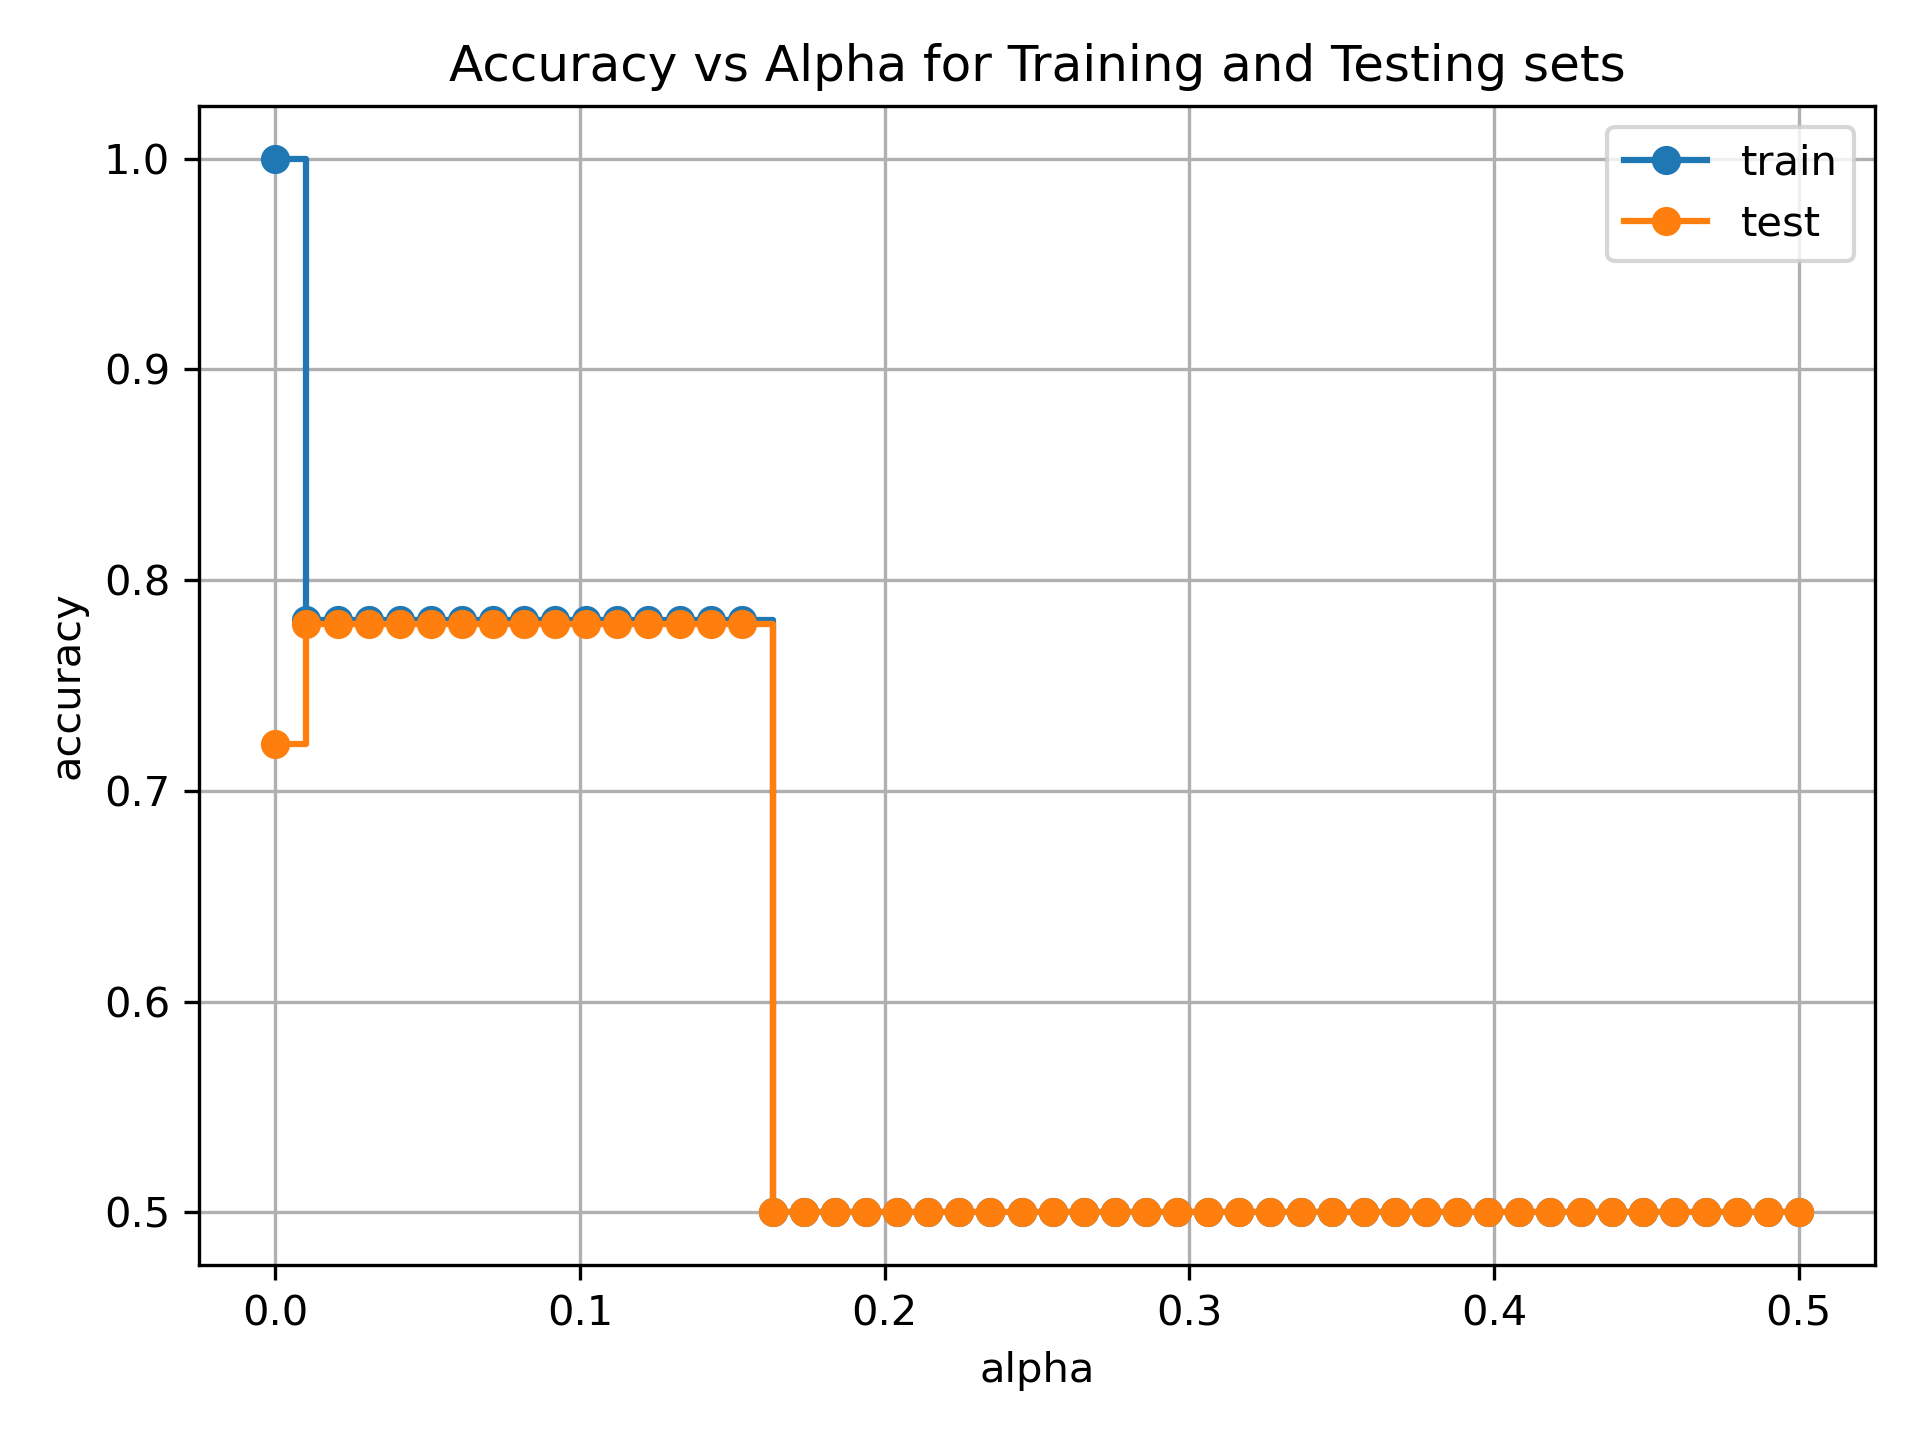 Accuracy vs Alpha for Training and Testing sets
train
test
1.0
0.9
0.8
0.7
0.6
0.5
accuracy
0.0 0.1 0.2 0.3 0.4 0.5
alpha